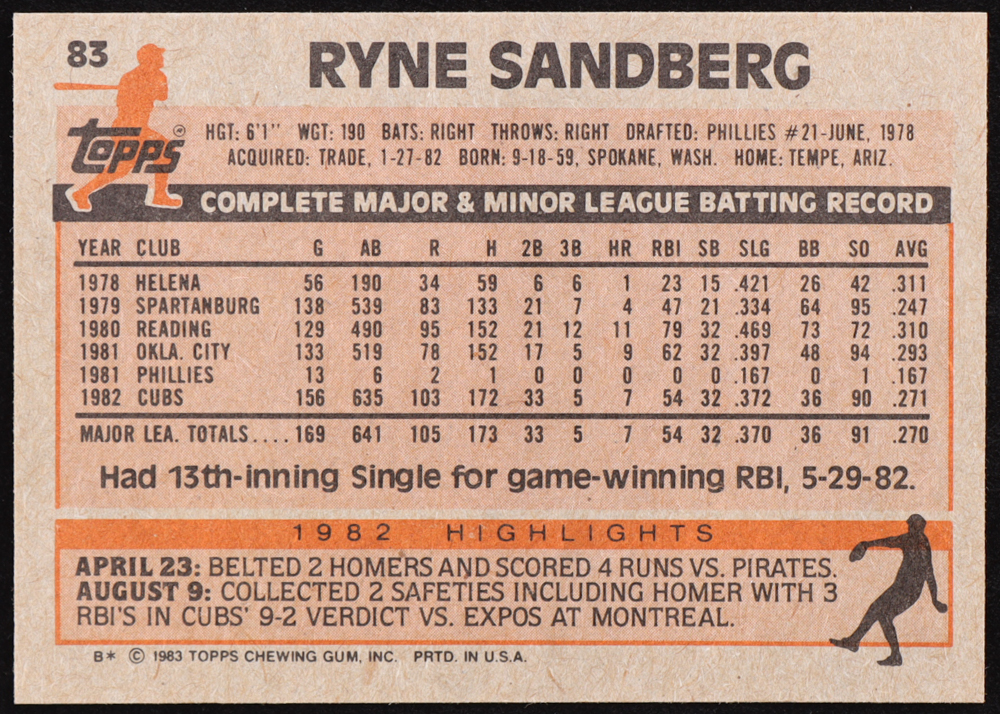 83
RYNE SANDBERG
Topps ®
HGT: 6'1" WGT: 190 BATS: RIGHT THROWS: RIGHT DRAFTED: PHILLIES #21-JUNE, 1978
ACQUIRED: TRADE, 1-27-82 BORN: 9-18-59, SPOKANE, WASH. HOME: TEMPE, ARIZ.
COMPLETE MAJOR & MINOR LEAGUE BATTING RECORD
YEAR CLUB G AB R H 2B 3B HR RBI SB SLG BB SO AVG
1978 HELENA 56 190 34 59 6 6 1 23 15 .421 26 42 .311
1979 SPARTANBURG 138 539 83 133 21 7 4 47 21 .334 64 95 .247
1980 READING 129 490 95 152 21 12 11 79 32 .469 73 72 .310
1981 OKLA. CITY 133 519 78 152 17 5 9 62 32 .397 48 94 .293
1981 PHILLIES 13 6 2 1 0 0 0 0 0 .167 0 1 .167
1982 CUBS 156 635 103 172 33 5 7 54 32 .372 36 90 .271
MAJOR LEA. TOTALS....169 641 105 173 33 5 7 54 32 .370 36 91 .270
Had 13th-inning Single for game-winning RBI, 5-29-82.
1982 HIGHLIGHTS
APRIL 23: BELTED 2 HOMERS AND SCORED 4 RUNS VS. PIRATES.
AUGUST 9: COLLECTED 2 SAFETIES INCLUDING HOMER WITH 3
RBI'S IN CUBS' 9-2 VERDICT VS. EXPOS AT MONTREAL.
B* © 1983 TOPPS CHEWING GUM, INC. PRTD. IN U.S.A.